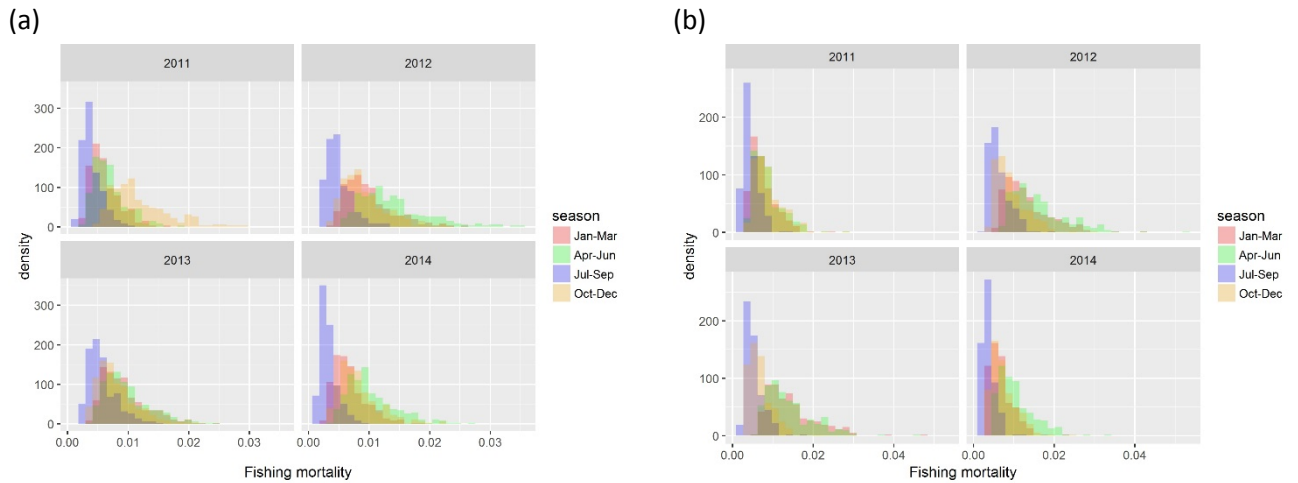 (a)
2011
2012
300
200
100
0
density
2013
2014
300
200
100
0
0.00
0.01
0.02
0.03
0.00
0.01
0.02
0.03
Fishing mortality
season
Jan-Mar
Apr-Jun
Jul-Sep
Oct-Dec
(b)
2011
2012
200
100
0
density
2013
2014
200
100
0
0.00
0.02
0.04
0.00
0.02
0.04
Fishing mortality
season
Jan-Mar
Apr-Jun
Jul-Sep
Oct-Dec